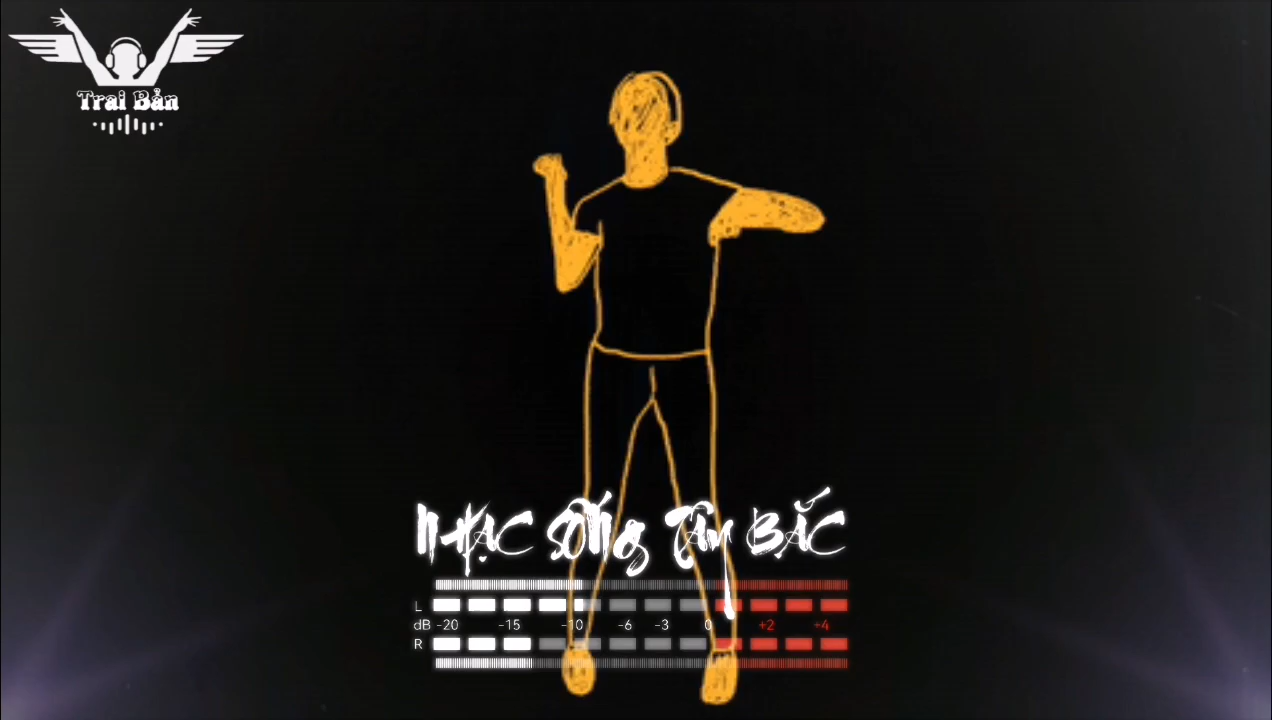 Trai Bản
NHẠC SỐNG TÂY BẮC
L
dB -20 -15 -10 -6 -3 0 +2 +4
R